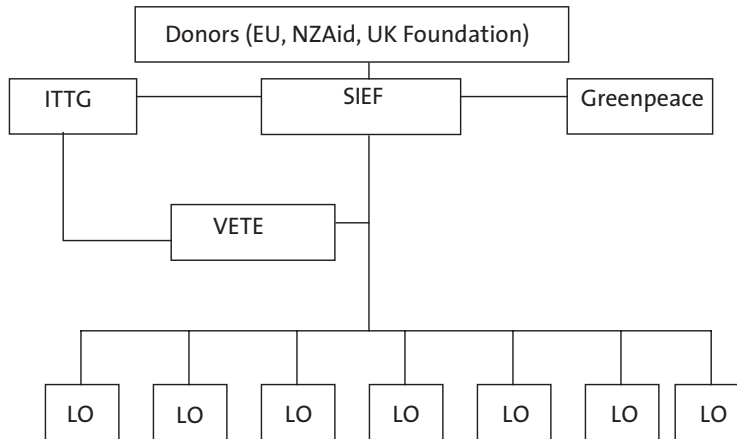 Donors (EU, NZAid, UK Foundation)
ITTG
SIEF
Greenpeace
VETE
LO
LO
LO
LO
LO
LO
LO